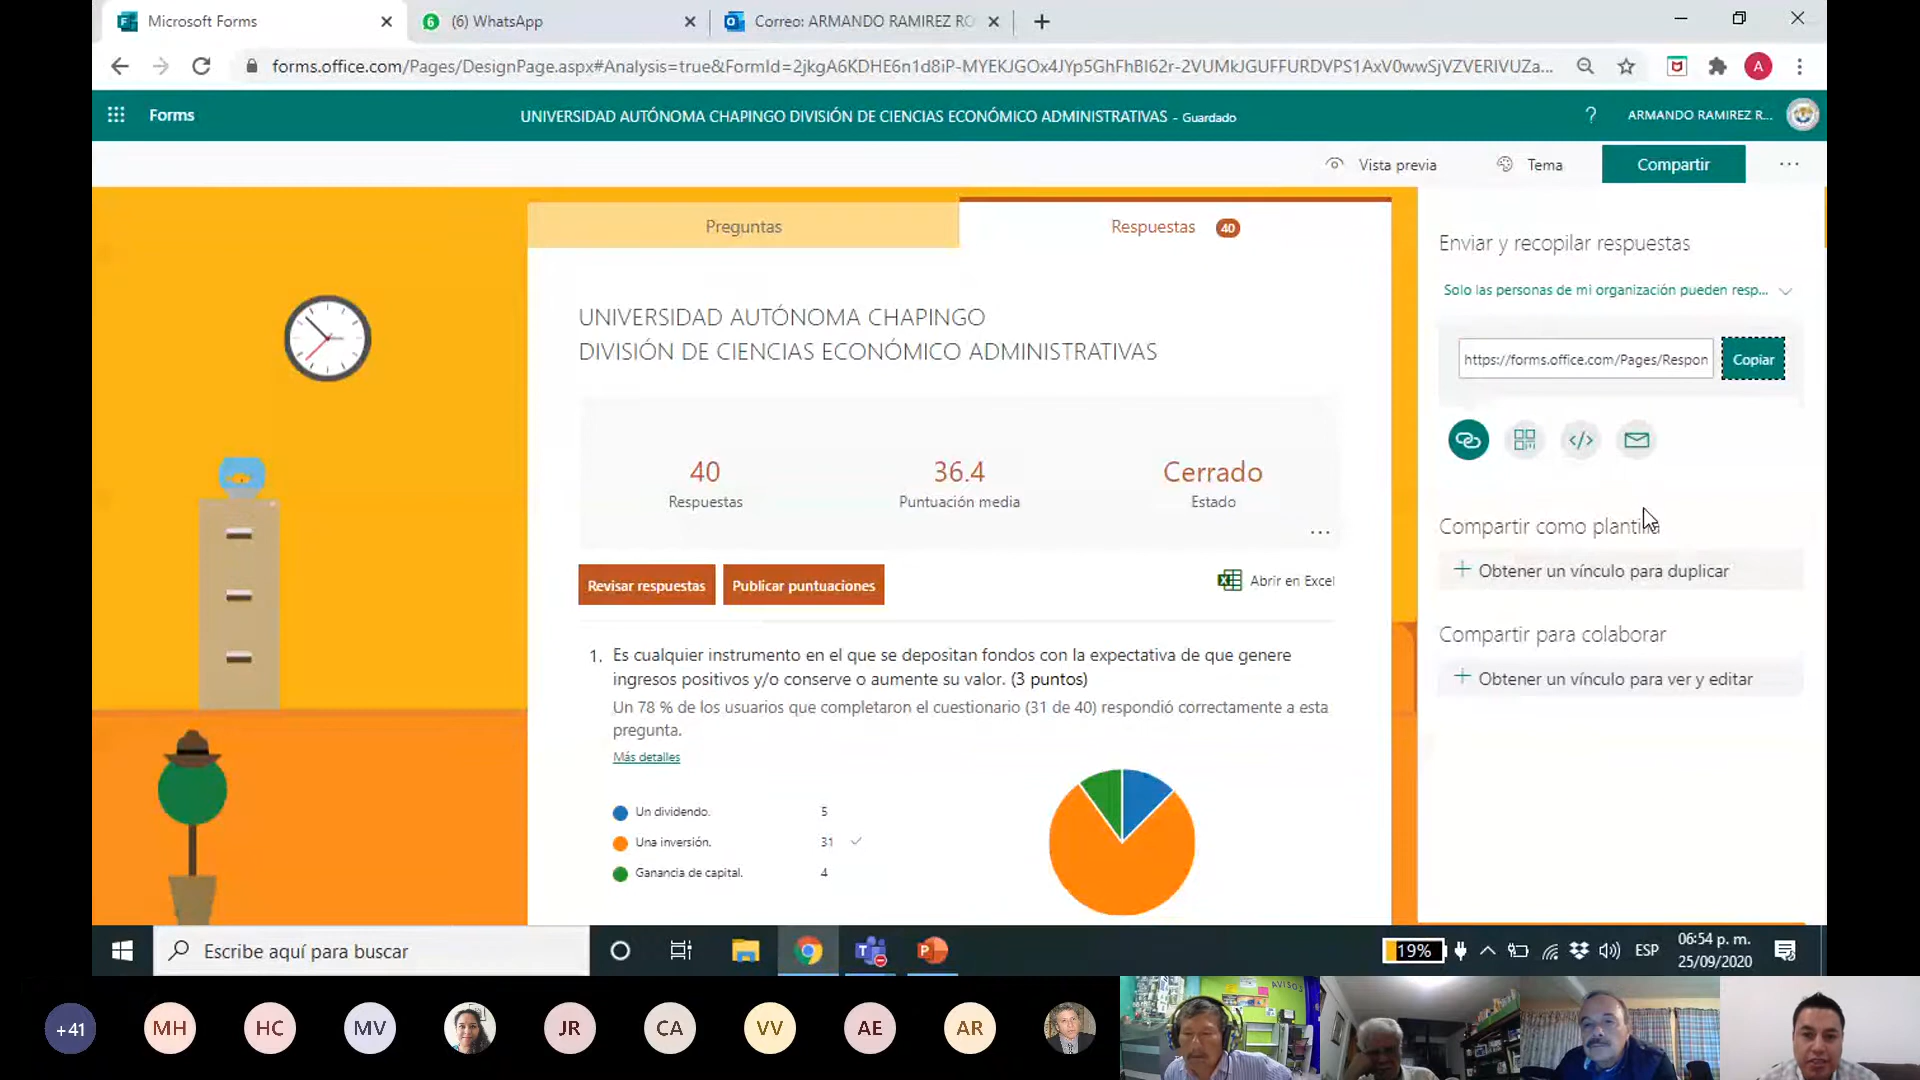 Microsoft Forms
(6) WhatsApp
Correo: ARMANDO RAMIREZ RO
forms.office.com/Pages/DesignPage.aspx#Analysis=true&FormId=2jkgA6KDHE6n1d8iP-MYEKJGOx4JYp5GhFhBI62r-2VUMkJGUFFURDVPS1AxV0wwSjVZVERIVUZa...
A
Forms
UNIVERSIDAD AUTÓNOMA CHAPINGO DIVISIÓN DE CIENCIAS ECONÓMICO ADMINISTRATIVAS - Guardado
?
ARMANDO RAMIREZ R...
Vista previa
Tema
Compartir
...
Preguntas
Respuestas 40
UNIVERSIDAD AUTÓNOMA CHAPINGO
DIVISIÓN DE CIENCIAS ECONÓMICO ADMINISTRATIVAS
40
Respuestas
36.4
Puntuación media
Cerrado
Estado
...
Revisar respuestas
Publicar puntuaciones
Abrir en Excel
1. Es cualquier instrumento en el que se depositan fondos con la expectativa de que genere
ingresos positivos y/o conserve o aumente su valor. (3 puntos)
Un 78 % de los usuarios que completaron el cuestionario (31 de 40) respondió correctamente a esta
pregunta.
Más detalles
Un dividendo. 5
Una inversión. 31
Ganancia de capital. 4
Enviar y recopilar respuestas
Solo las personas de mi organización pueden resp...
https://forms.office.com/Pages/Respon
Copiar
Compartir como plantilla
Obtener un vínculo para duplicar
Compartir para colaborar
Obtener un vínculo para ver y editar
Escribe aquí para buscar
19%
ESP
06:54 p. m.
25/09/2020
+41
MH
HC
MV
JR
CA
VV
AE
AR
AVISOS